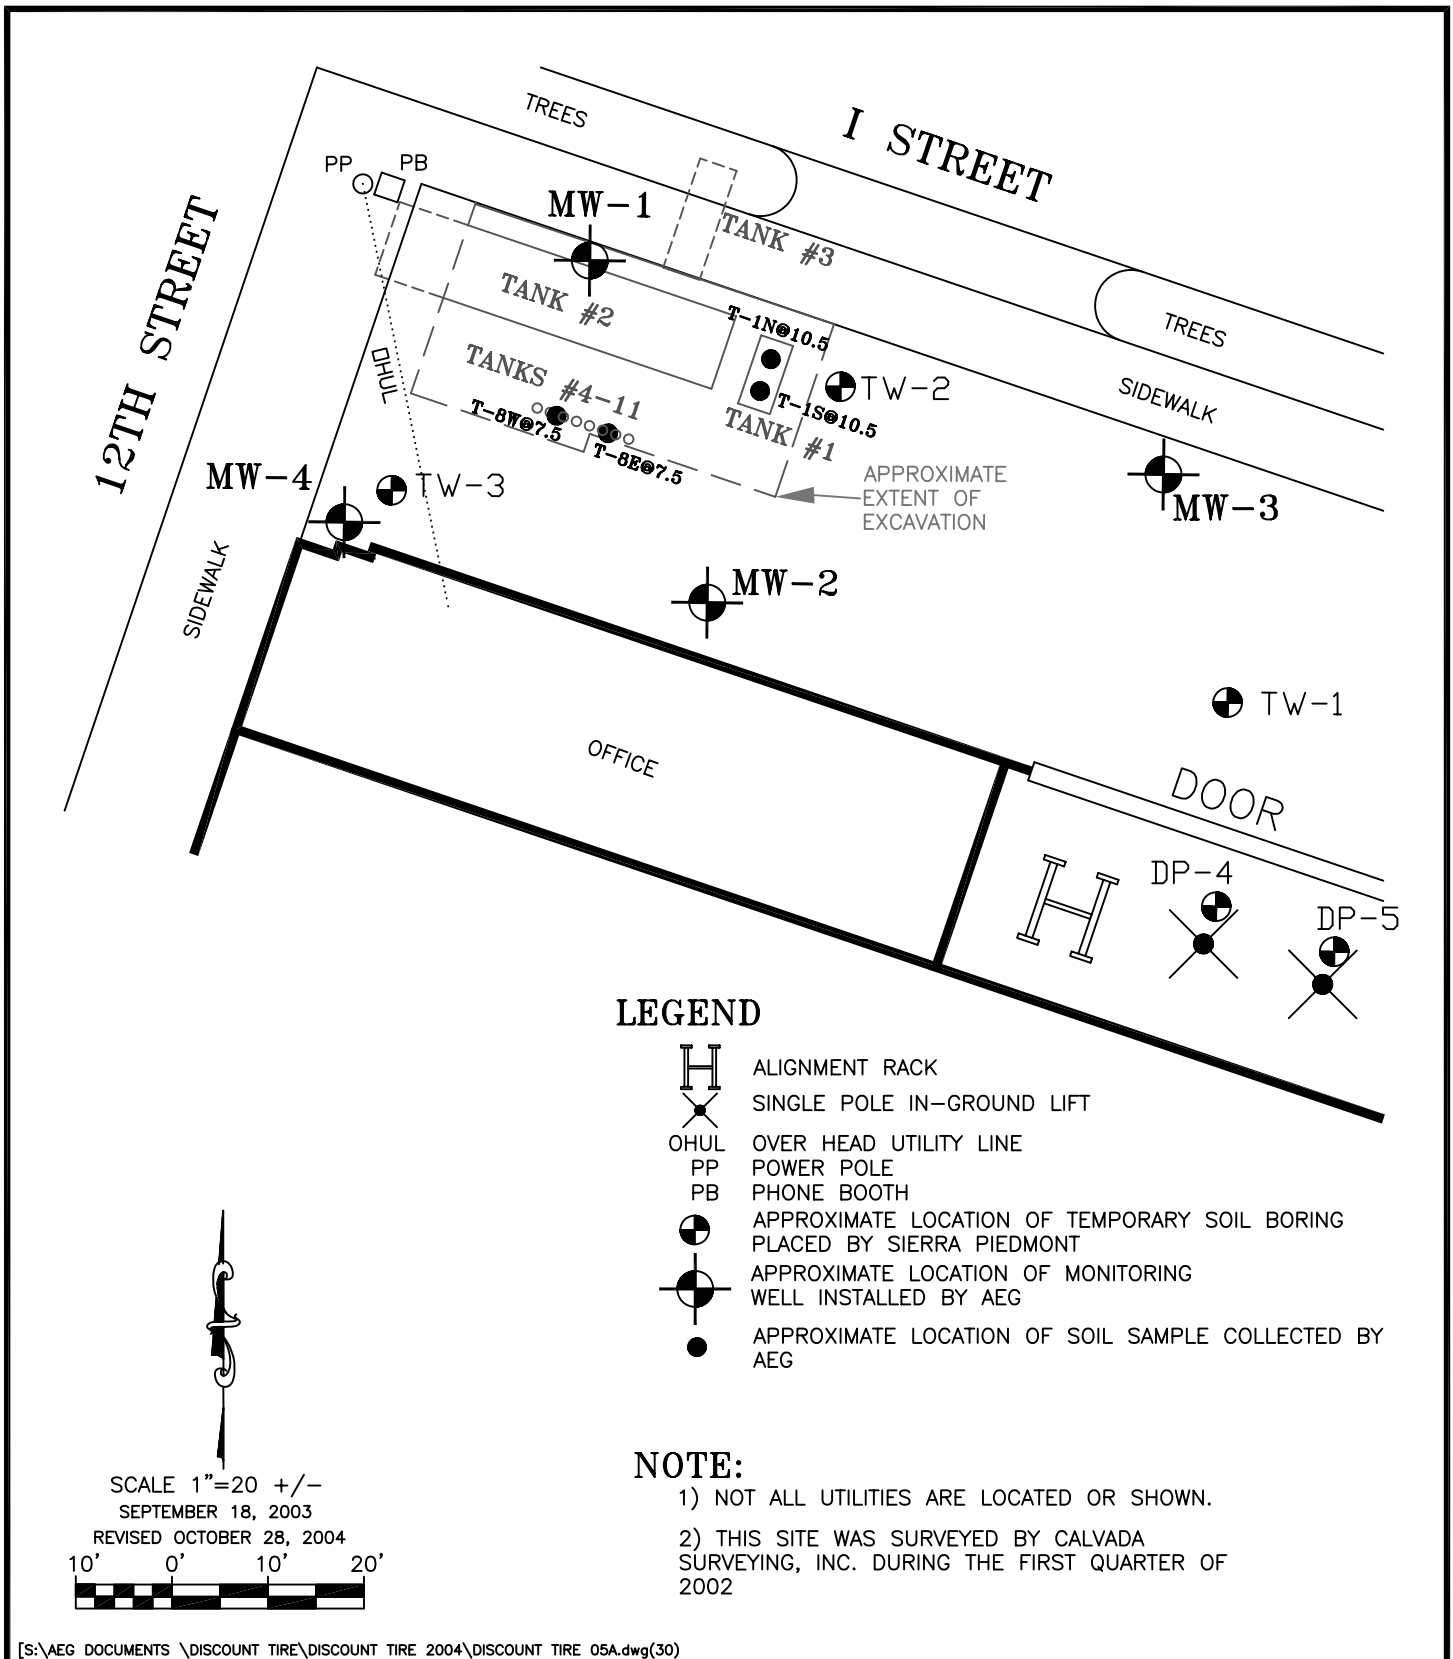 TREES
I STREET
PP
PB
MW-1
TANK #3
12TH STREET
TANK #2
T-1N@10.5
TREES
OHUL
TANKS #4-11
TW-2
SIDEWALK
T-8W@7.5
T-1S@10.5
TANK #1
T-8E@7.5
MW-4
TW-3
APPROXIMATE
EXTENT OF
EXCAVATION
MW-3
SIDEWALK
MW-2
TW-1
OFFICE
DOOR
DP-4
DP-5
LEGEND
ALIGNMENT RACK
SINGLE POLE IN-GROUND LIFT
OHUL OVER HEAD UTILITY LINE
PP POWER POLE
PB PHONE BOOTH
APPROXIMATE LOCATION OF TEMPORARY SOIL BORING
PLACED BY SIERRA PIEDMONT
APPROXIMATE LOCATION OF MONITORING
WELL INSTALLED BY AEG
APPROXIMATE LOCATION OF SOIL SAMPLE COLLECTED BY
AEG
SCALE 1"=20 +/-
SEPTEMBER 18, 2003
REVISED OCTOBER 28, 2004
10' 0' 10' 20'
NOTE:
1) NOT ALL UTILITIES ARE LOCATED OR SHOWN.
2) THIS SITE WAS SURVEYED BY CALVADA
SURVEYING, INC. DURING THE FIRST QUARTER OF
2002
[S:\AEG DOCUMENTS \DISCOUNT TIRE\DISCOUNT TIRE 2004\DISCOUNT TIRE 05A.dwg(30)